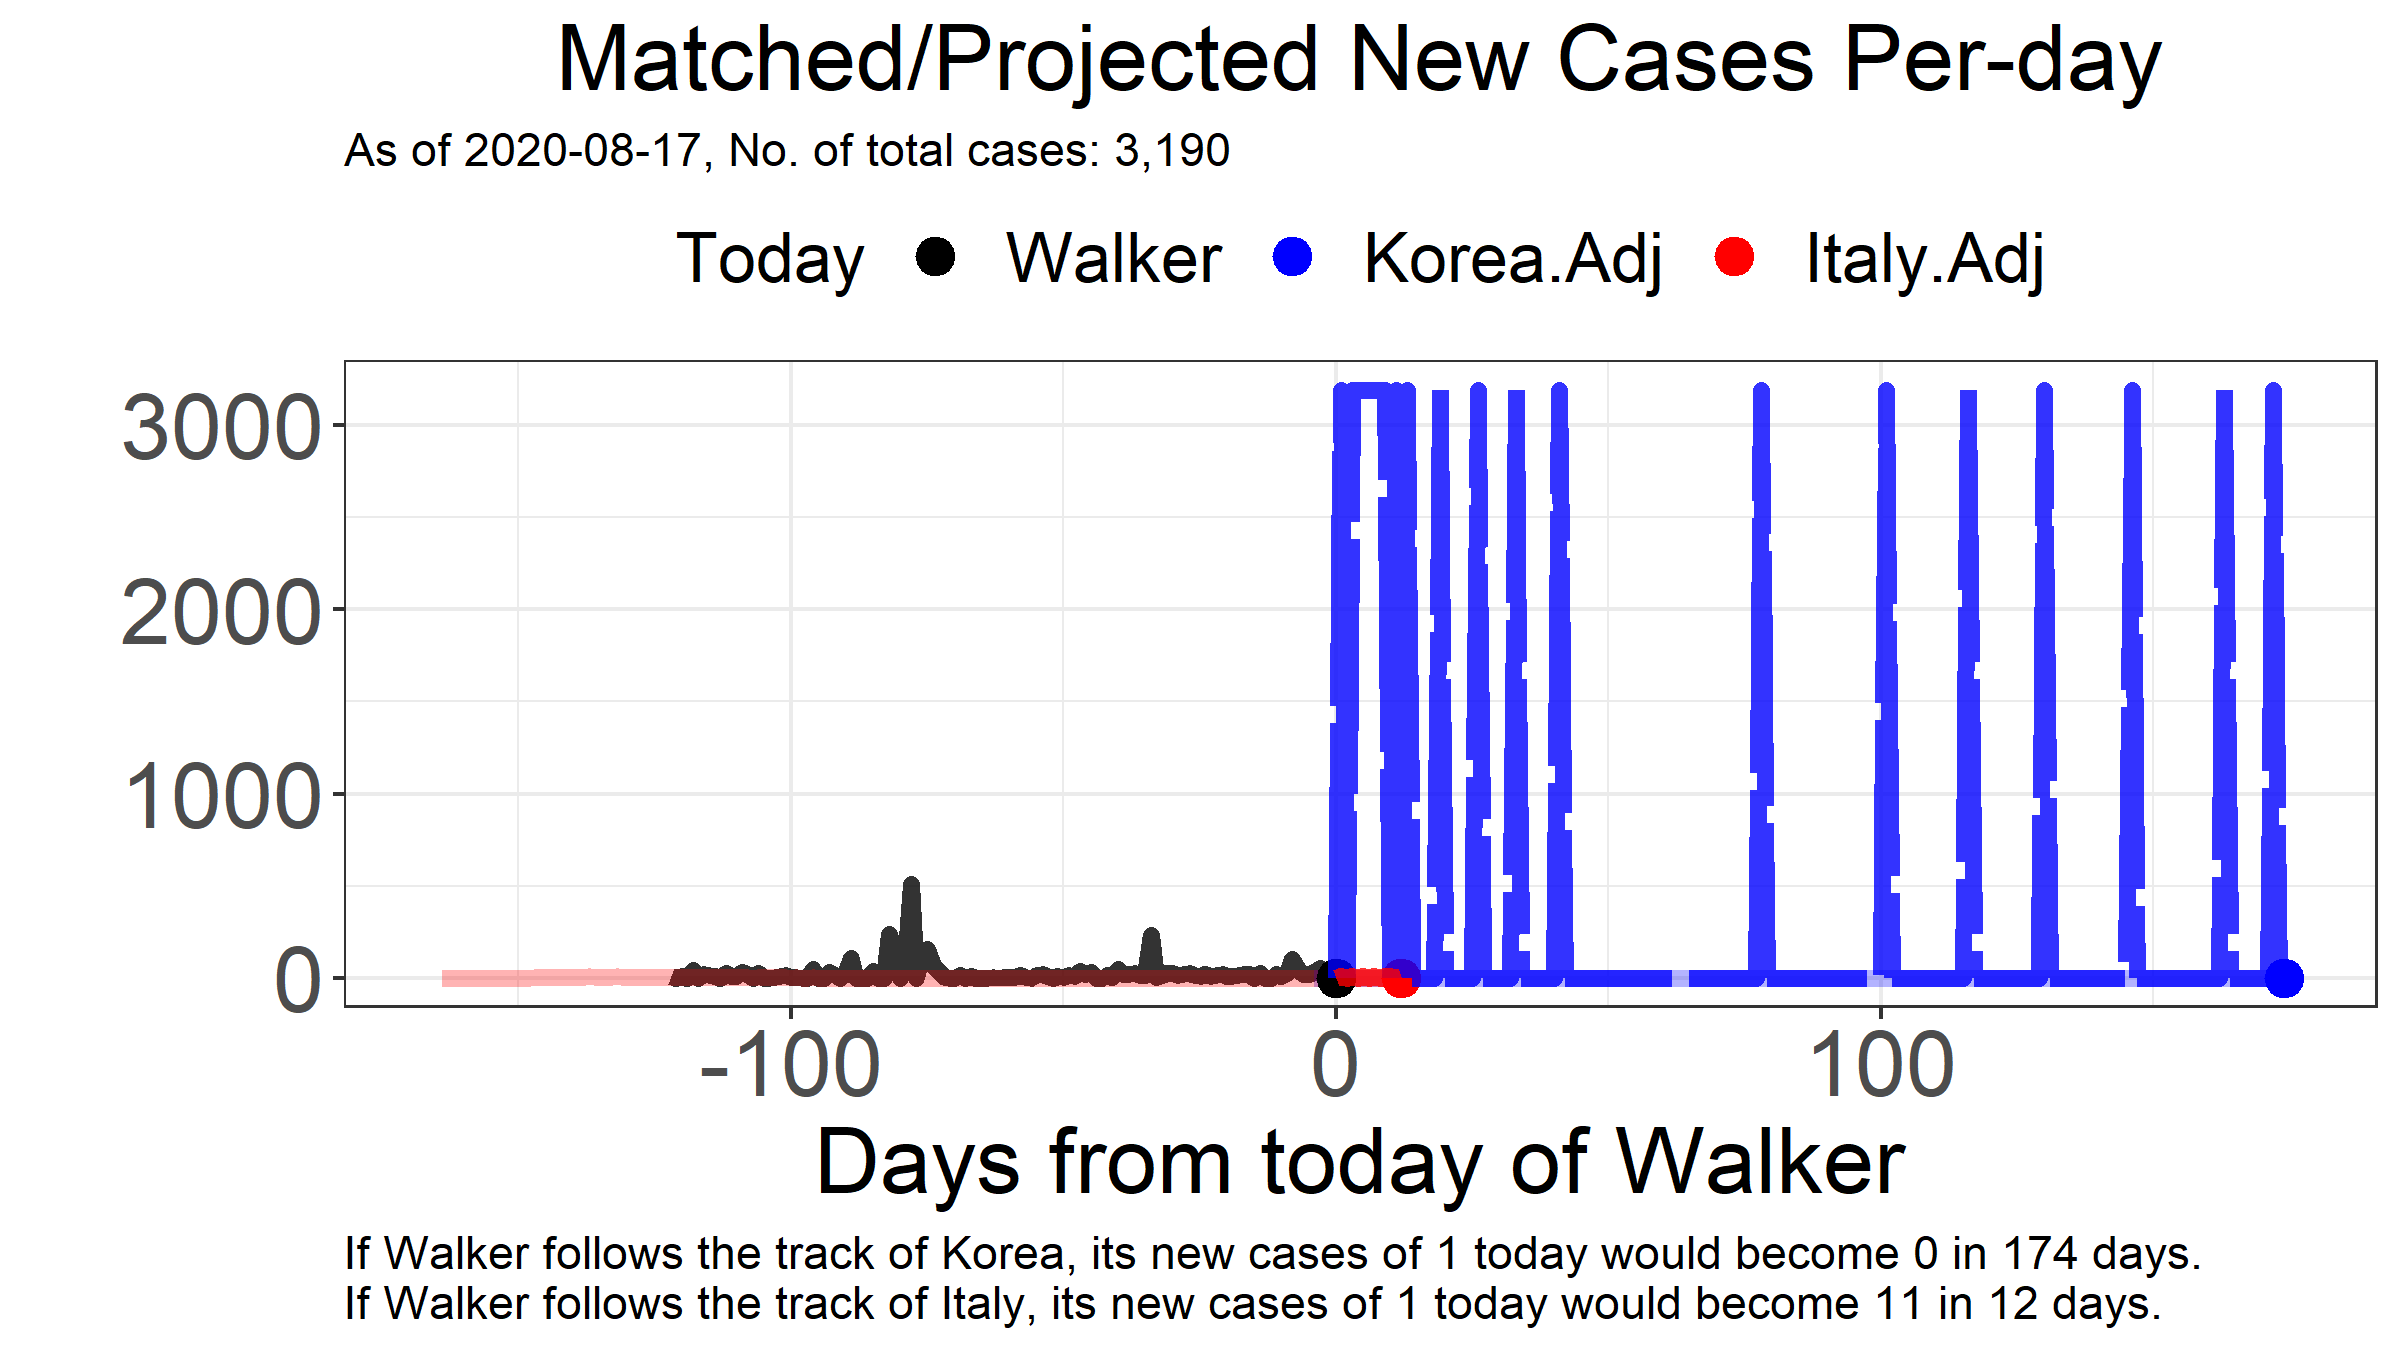 Matched/Projected New Cases Per-day
As of 2020-08-17, No. of total cases: 3,190
Today Walker Korea.Adj Italy.Adj
3000
2000
1000
0
-100 0 100
Days from today of Walker
If Walker follows the track of Korea, its new cases of 1 today would become 0 in 174 days.
If Walker follows the track of Italy, its new cases of 1 today would become 11 in 12 days.